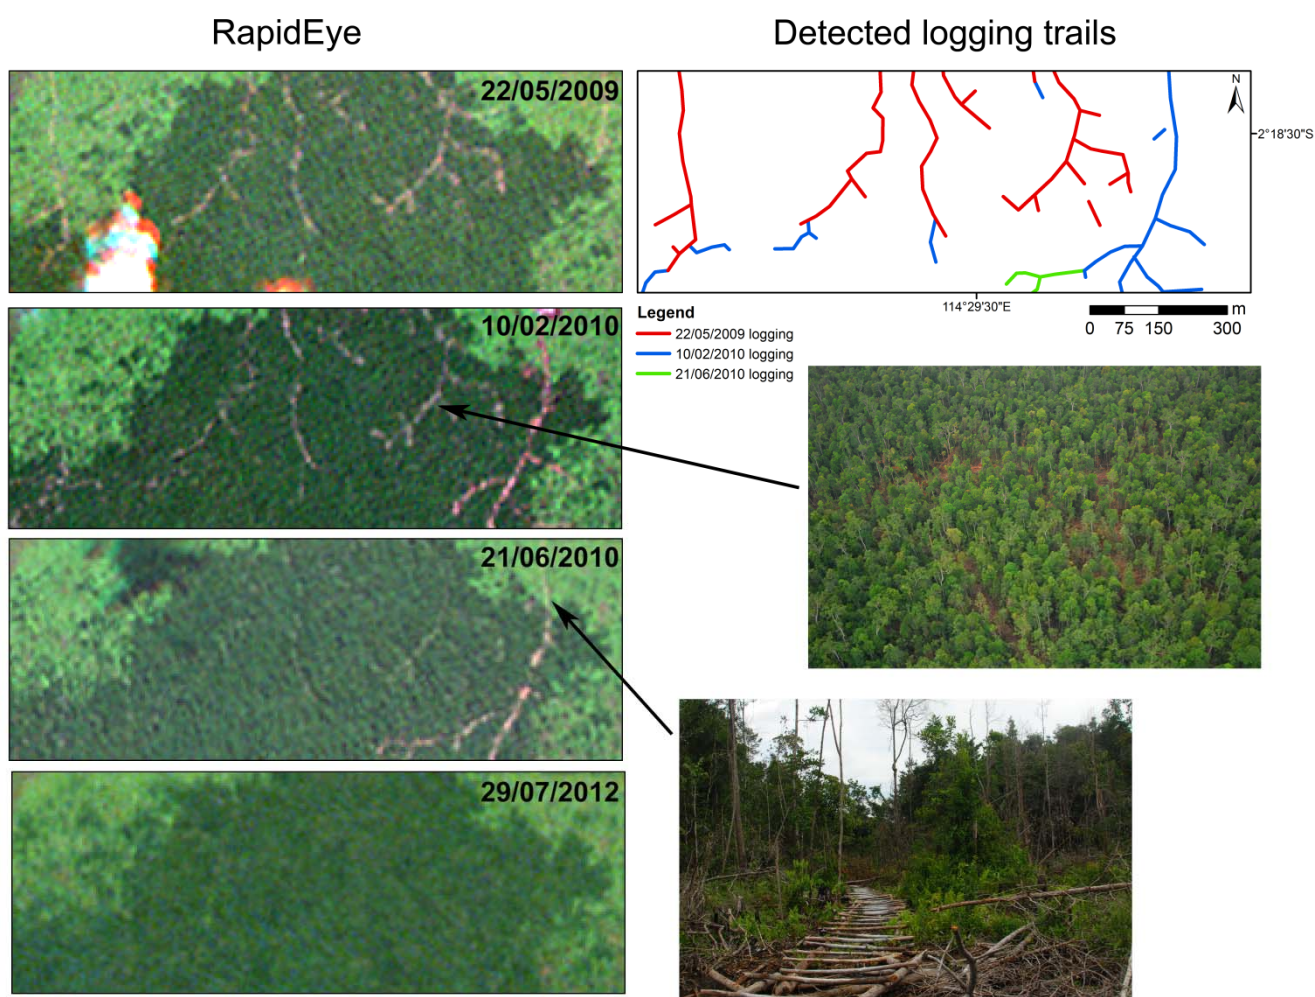 RapidEye
Detected logging trails
22/05/2009
N
2°18'30"S
114°29'30"E
Legend
22/05/2009 logging
10/02/2010 logging
21/06/2010 logging
m
0 75 150 300
10/02/2010
21/06/2010
29/07/2012